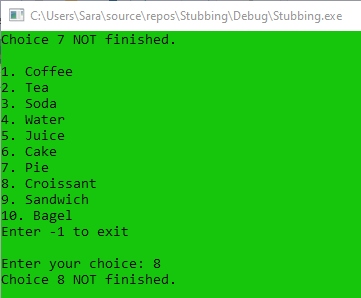 C:\Users\Sara\source\repos\Stubbing\Debug\Stubbing.exe
Choice 7 NOT finished.
1. Coffee
2. Tea
3. Soda
4. Water
5. Juice
6. Cake
7. Pie
8. Croissant
9. Sandwich
10. Bagel
Enter -1 to exit
Enter your choice: 8
Choice 8 NOT finished.